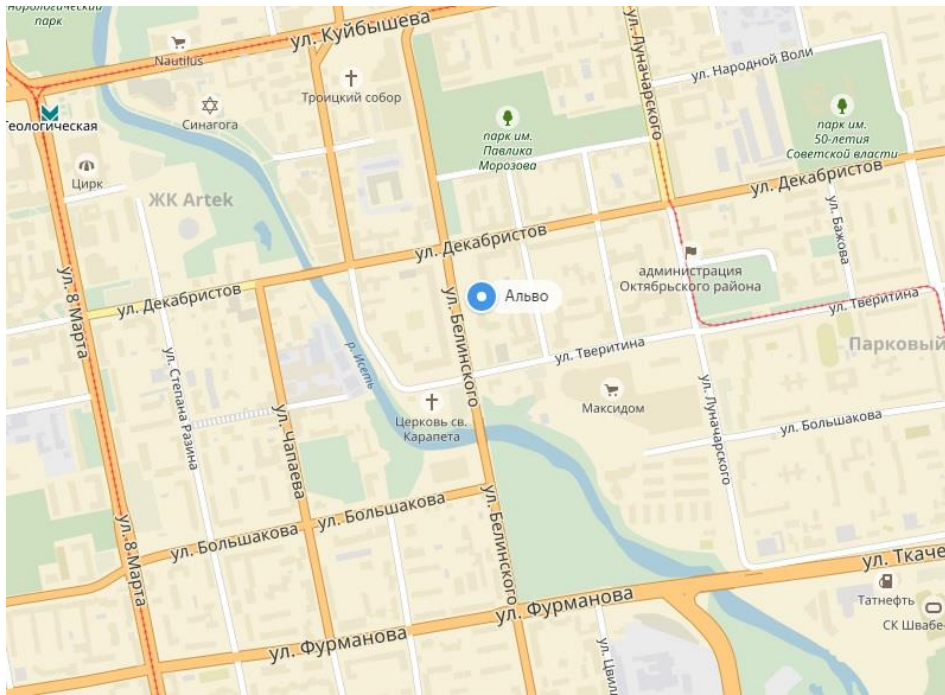 парк
ул. Куйбышева
Nautilus
Троицкий собор
Синагога
Геологическая
Цирк
ЖК Artek
ул. Луначарского
ул. Народной Воли
парк им.
Павлика
Морозова
парк им.
50-летия
Советской власти
ул. Декабристов
ул. Декабристов
ул. Декабристов
ул. Бажова
администрация
Октябрьского района
ул. 8 Марта
ул. Белинского
Альво
ул. Тверитина
ул. Тверитина
Парковый
р. Исеть
ул. Степана Разина
Церковь св.
Карапета
Максидом
ул. Луначарского
ул. Большакова
ул. Чапаева
ул. Большакова
ул. Большакова
ул. Белинского
ул. 8 Марта
ул. Фурманова
ул. Фурманова
ул. Ткаче
Татнефть
СК Швабе
ул. Цвил